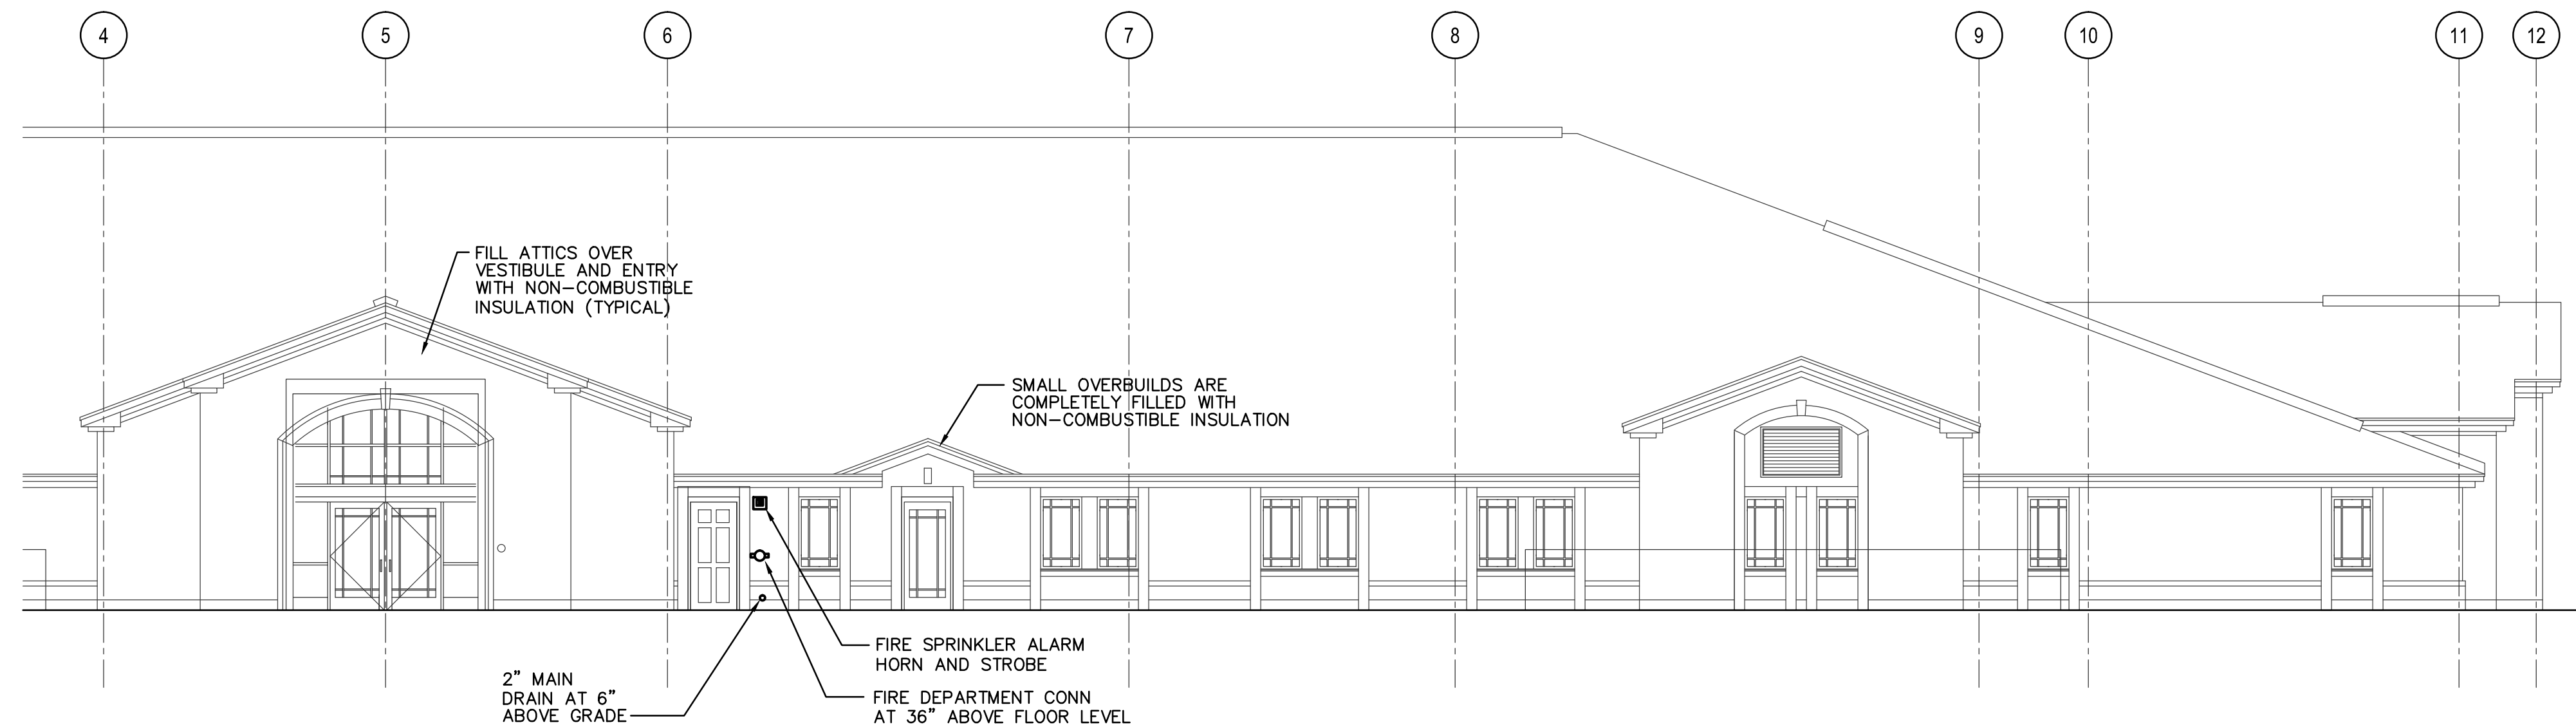 4 5 6 7 8 9 10 11 12
FILL ATTICS OVER
VESTIBULE AND ENTRY
WITH NON-COMBUSTIBLE
INSULATION (TYPICAL)
SMALL OVERBUILDS ARE
COMPLETELY FILLED WITH
NON-COMBUSTIBLE INSULATION
FIRE SPRINKLER ALARM
HORN AND STROBE
2" MAIN
DRAIN AT 6"
ABOVE GRADE
FIRE DEPARTMENT CONN
AT 36" ABOVE FLOOR LEVEL